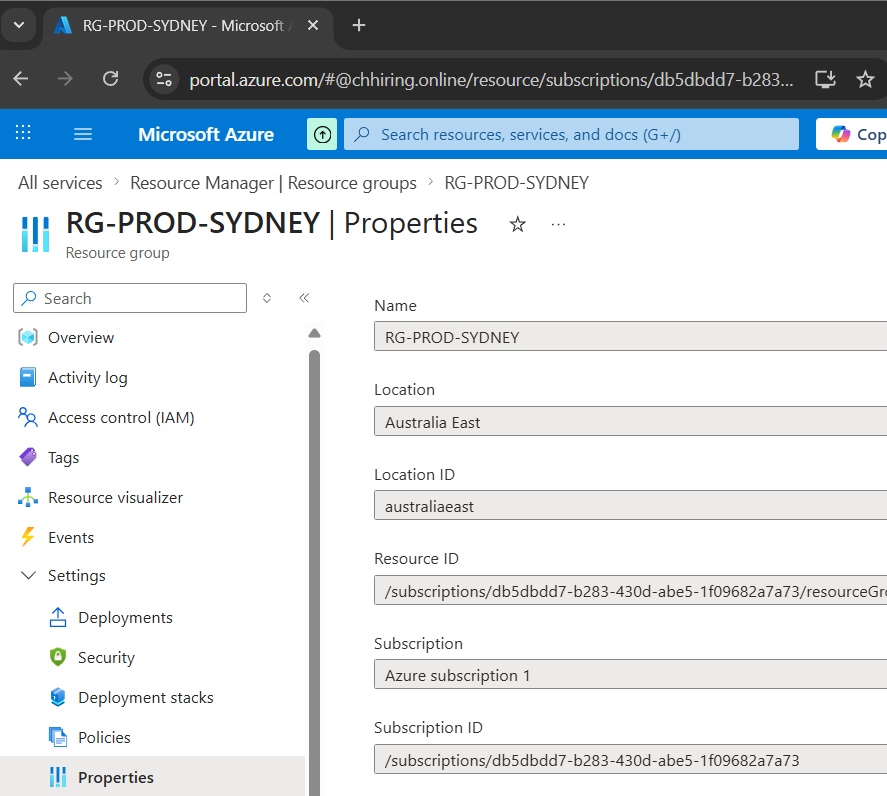 RG-PROD-SYDNEY - Microsoft
portal.azure.com/#@chhiring.online/resource/subscriptions/db5dbdd7-b283...
Microsoft Azure
Search resources, services, and docs (G+/)
Cop
All services > Resource Manager | Resource groups > RG-PROD-SYDNEY
RG-PROD-SYDNEY | Properties
Resource group
Search
Overview
Activity log
Access control (IAM)
Tags
Resource visualizer
Events
Settings
Deployments
Security
Deployment stacks
Policies
Properties
Name
RG-PROD-SYDNEY
Location
Australia East
Location ID
australiaeast
Resource ID
/subscriptions/db5dbdd7-b283-430d-abe5-1f09682a7a73/resourceGro
Subscription
Azure subscription 1
Subscription ID
/subscriptions/db5dbdd7-b283-430d-abe5-1f09682a7a73